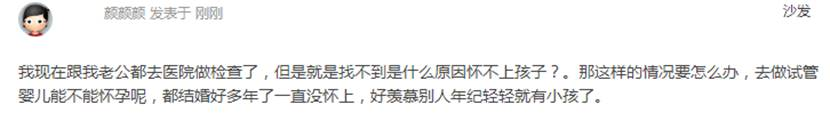 颜颜颜 发表于 刚刚 沙发
我现在跟我老公都去医院做检查了，但是就是找不到是什么原因怀不上孩子？。那这样的情况要怎么办，去做试管
婴儿能不能怀孕呢，都结婚好多年了一直没怀上，好羡慕别人年纪轻轻就有小孩了。